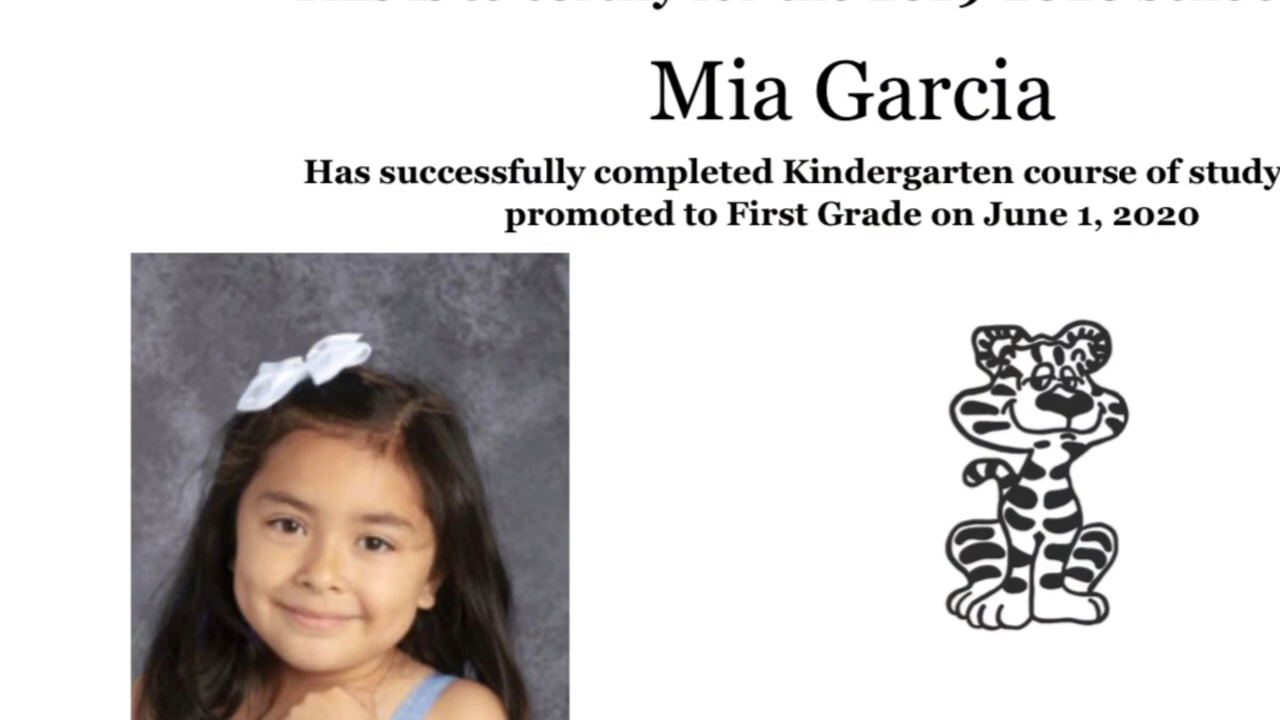 Mia Garcia
Has successfully completed Kindergarten course of study
promoted to First Grade on June 1, 2020